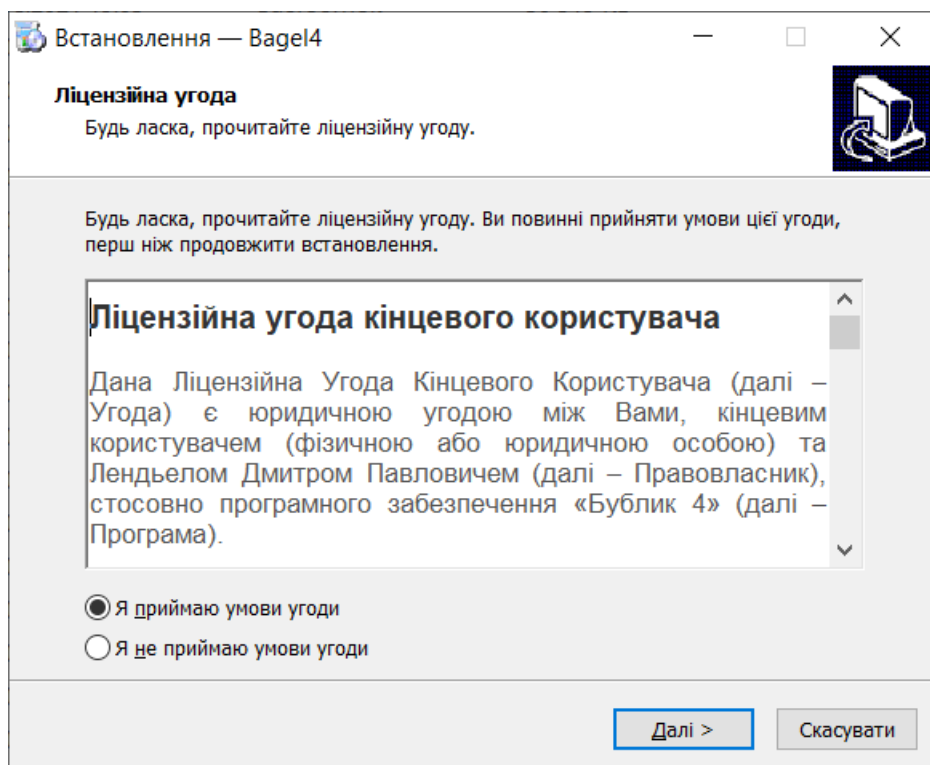 Встановлення — Bagel4
Ліцензійна угода
Будь ласка, прочитайте ліцензійну угоду.
Будь ласка, прочитайте ліцензійну угоду. Ви повинні прийняти умови цієї угоди,
перш ніж продовжити встановлення.
Ліцензійна угода кінцевого користувача
Дана Ліцензійна Угода Кінцевого Користувача (далі –
Угода) є юридичною угодою між Вами, кінцевим
користувачем (фізичною або юридичною особою) та
Лендьелом Дмитром Павловичем (далі – Правовласник),
стосовно програмного забезпечення «Бублик 4» (далі –
Програма).
Я приймаю умови угоди
Я не приймаю умови угоди
Далі >
Скасувати